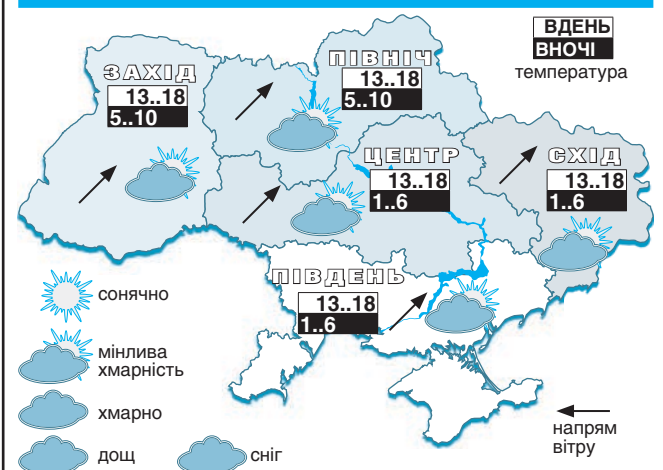 ВДЕНЬ
ВНОЧІ
температура
ПІВНІЧ
13..18
5..10
ЗАХІД
13..18
5..10
ЦЕНТР
13..18
1..6
СХІД
13..18
1..6
ПІВДЕНЬ
13..18
1..6
сонячно
мінлива
хмарність
хмарно
дощ
сніг
напрям
вітру